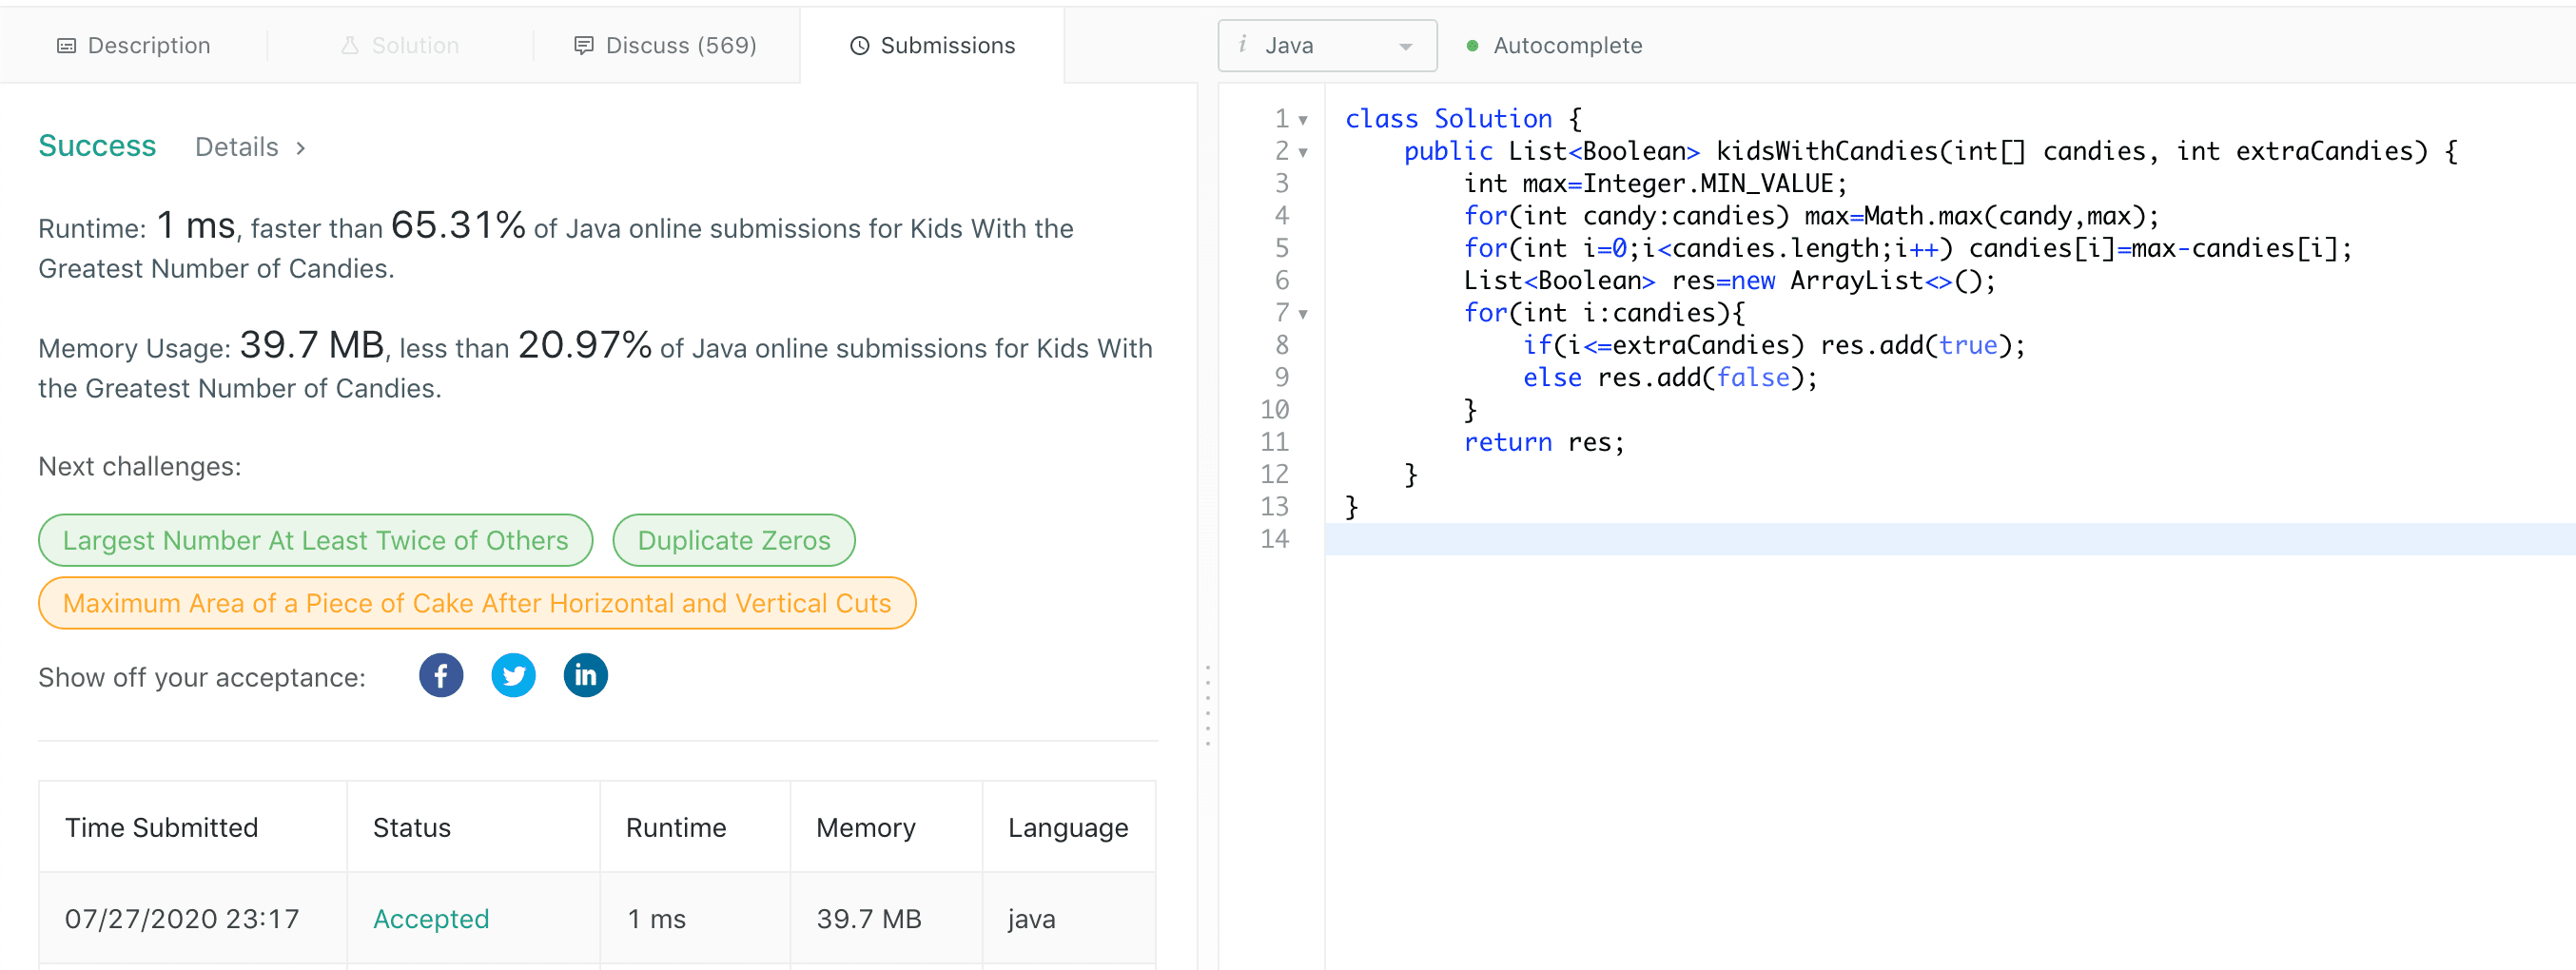 Description
Solution
Discuss (569)
Submissions
i Java
Autocomplete
Success Details >
Runtime: 1 ms, faster than 65.31% of Java online submissions for Kids With the
Greatest Number of Candies.
Memory Usage: 39.7 MB, less than 20.97% of Java online submissions for Kids With
the Greatest Number of Candies.
Next challenges:
Largest Number At Least Twice of Others
Duplicate Zeros
Maximum Area of a Piece of Cake After Horizontal and Vertical Cuts
Show off your acceptance:
Time Submitted Status Runtime Memory Language
07/27/2020 23:17 Accepted 1 ms 39.7 MB java
1 class Solution {
2     public List<Boolean> kidsWithCandies(int[] candies, int extraCandies) {
3         int max=Integer.MIN_VALUE;
4         for(int candy:candies) max=Math.max(candy,max);
5         for(int i=0;i<candies.length;i++) candies[i]=max-candies[i];
6         List<Boolean> res=new ArrayList<>();
7         for(int i:candies){
8             if(i<=extraCandies) res.add(true);
9             else res.add(false);
10         }
11         return res;
12     }
13 }
14